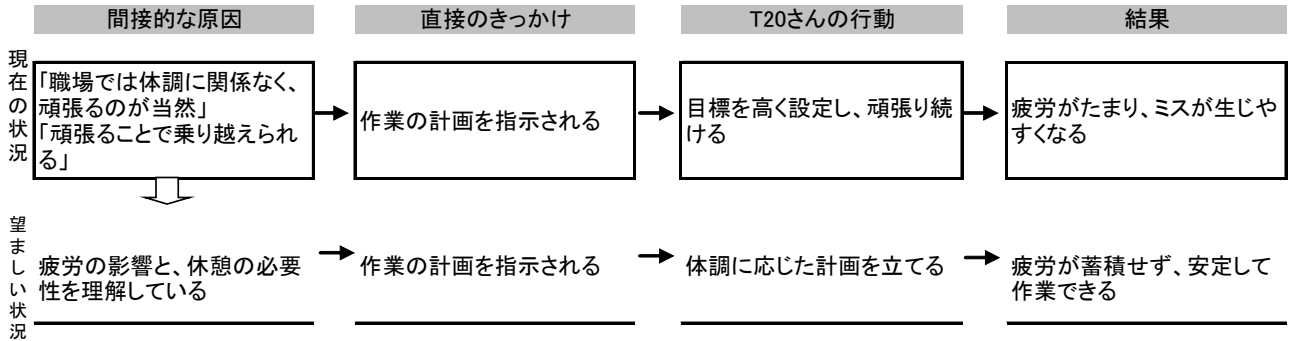 間接的な原因
直接のきっかけ
T20さんの行動
結果
現在の状況
「職場では体調に関係なく、
頑張るのが当然」
「頑張ることで乗り越えられ
る」
作業の計画を指示される
目標を高く設定し、頑張り続
ける
疲労がたまり、ミスが生じや
すくなる
望ましい状況
疲労の影響と、休憩の必要
性を理解している
作業の計画を指示される
体調に応じた計画を立てる
疲労が蓄積せず、安定して
作業できる